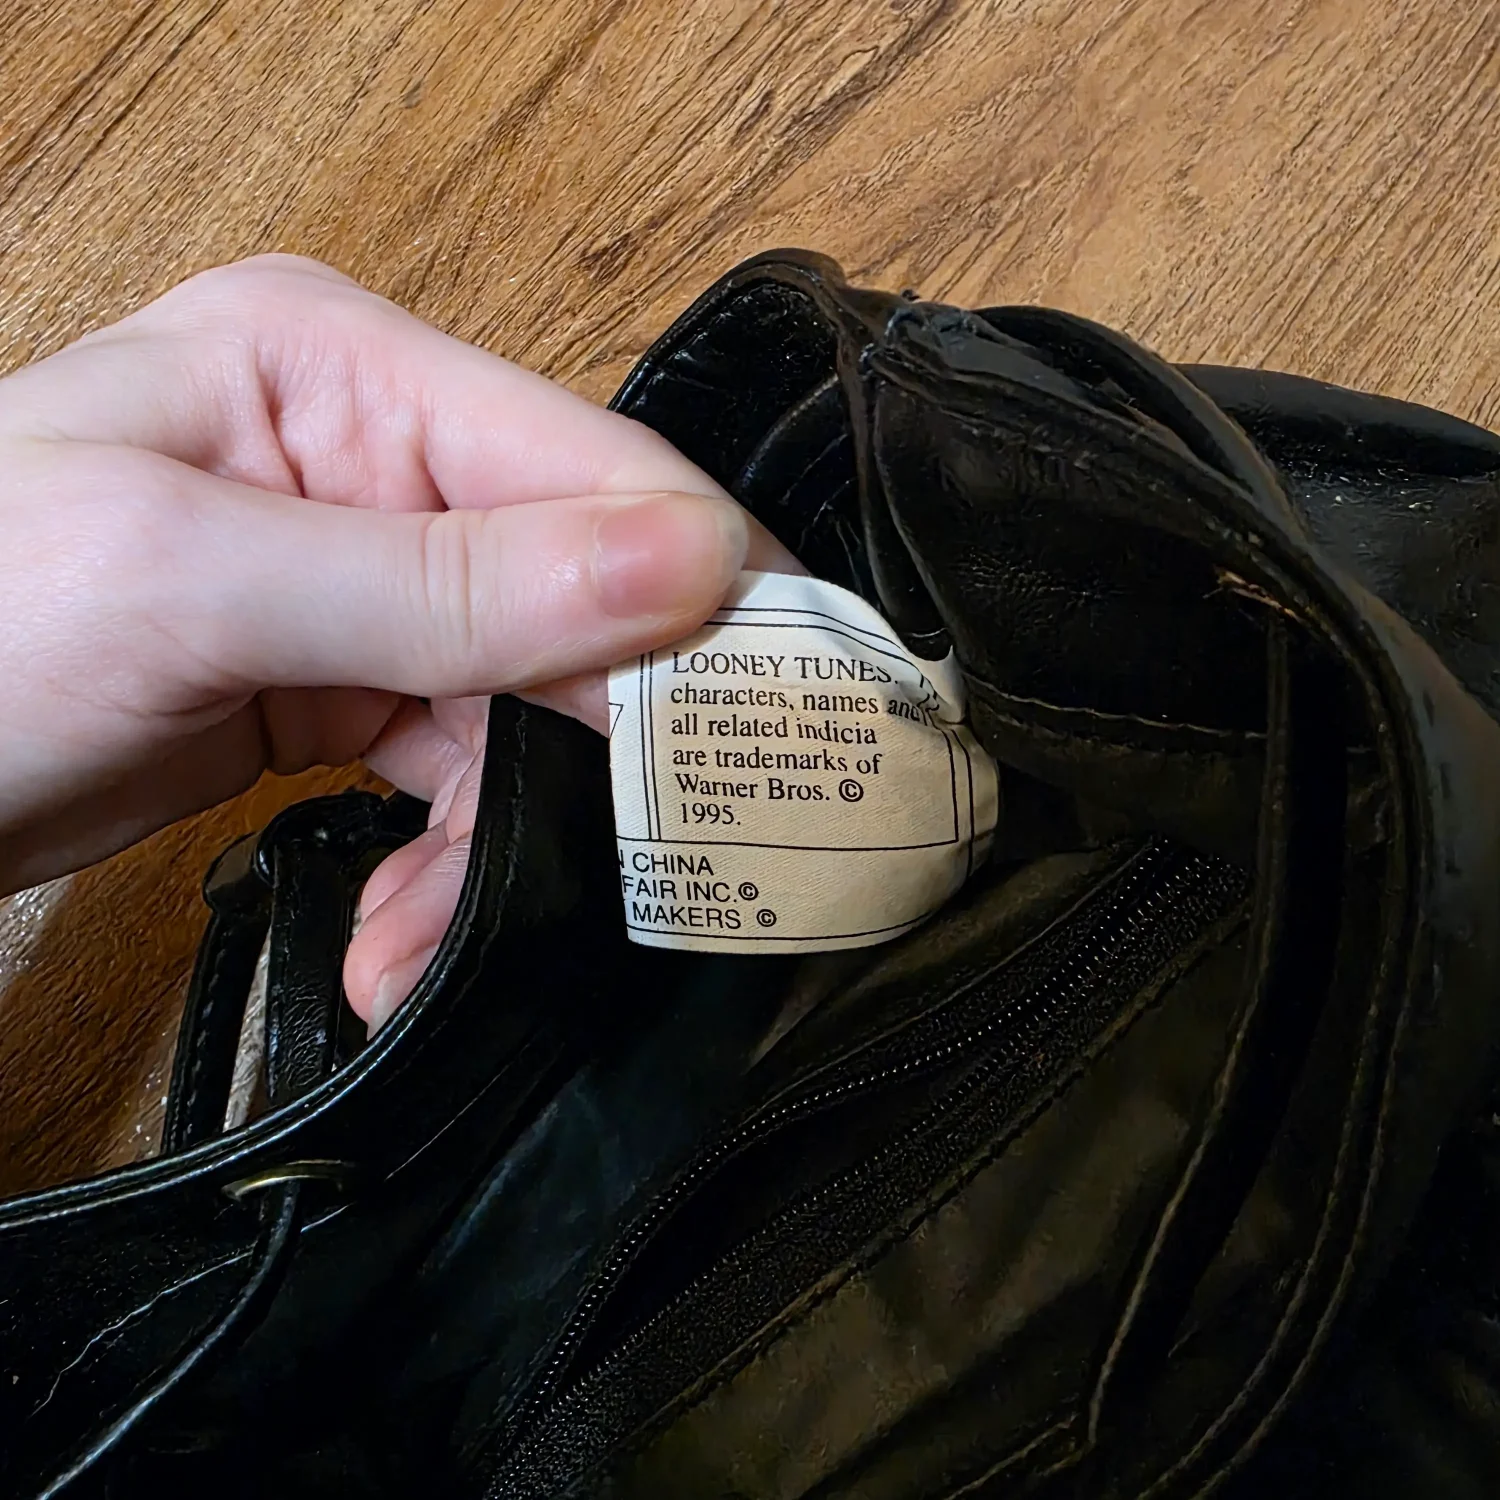 LOONEY TUNES.
characters, names and
all related indicia
are trademarks of
Warner Bros. ©
1995.
CHINA
FAIR INC.©
MAKERS ©